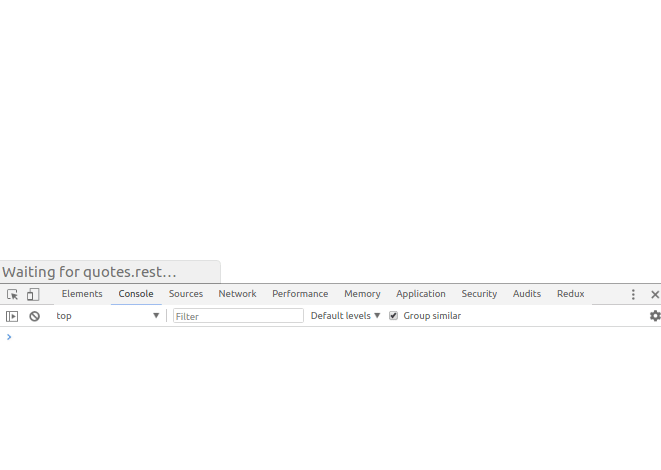 Waiting for quotes.rest…
Elements Console Sources Network Performance Memory Application Security Audits Redux
top Filter Default levels Group similar